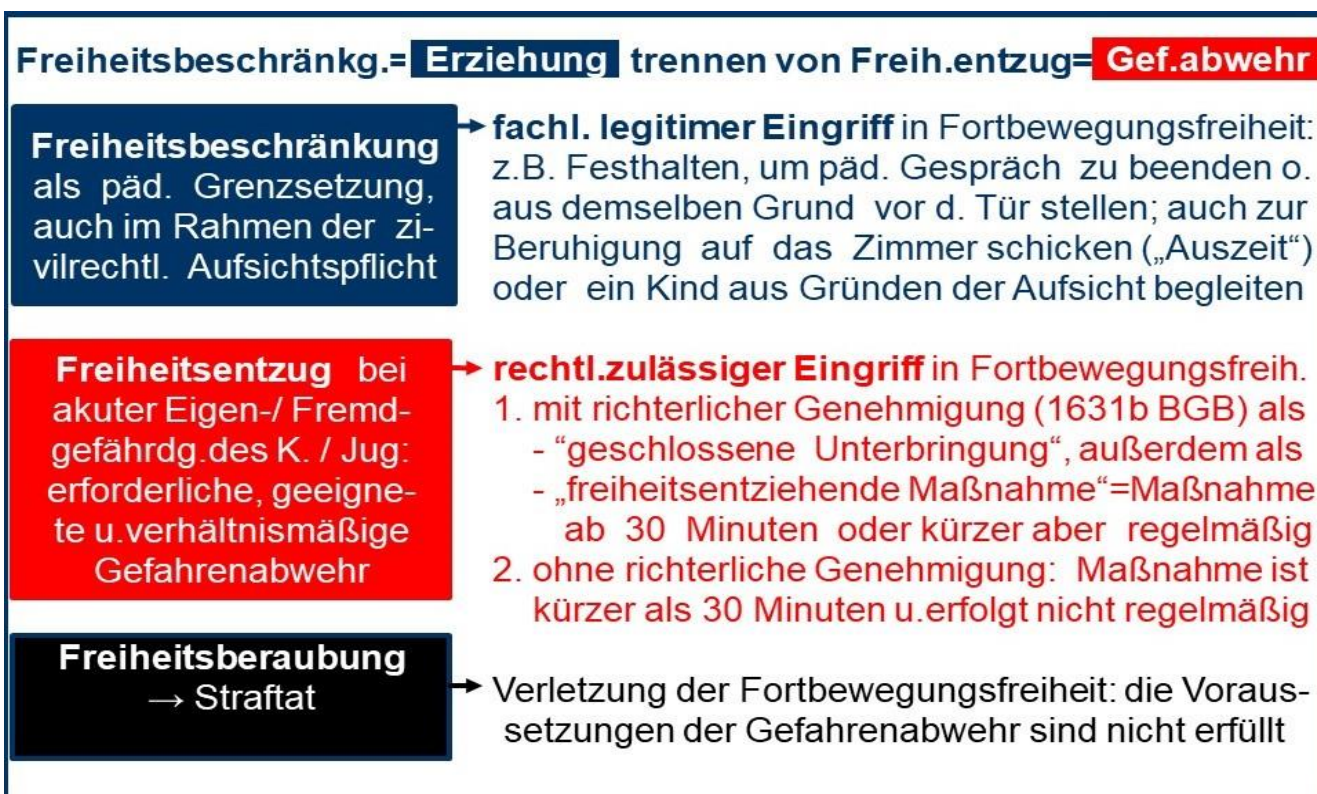 Freiheitsbeschränkg.= Erziehung trennen von Freih.entzug= Gef.abwehr
Freiheitsbeschränkung
als päd. Grenzsetzung,
auch im Rahmen der zi-
vilrechtl. Aufsichtspflicht
fachl. legitimer Eingriff in Fortbewegungsfreiheit:
z.B. Festhalten, um päd. Gespräch zu beenden o.
aus demselben Grund vor d. Tür stellen; auch zur
Beruhigung auf das Zimmer schicken („Auszeit“)
oder ein Kind aus Gründen der Aufsicht begleiten
Freiheitsentzug bei
akuter Eigen-/ Fremd-
gefährdg.des K. / Jug:
erforderliche, geeigne-
te u.verhältnismäßige
Gefahrenabwehr
rechtl.zulässiger Eingriff in Fortbewegungsfreih.
1. mit richterlicher Genehmigung (1631b BGB) als
- “geschlossene Unterbringung“, außerdem als
- „freiheitsentziehende Maßnahme“=Maßnahme
ab 30 Minuten oder kürzer aber regelmäßig
2. ohne richterliche Genehmigung: Maßnahme ist
kürzer als 30 Minuten u.erfolgt nicht regelmäßig
Freiheitsberaubung
→ Straftat
Verletzung der Fortbewegungsfreiheit: die Voraus-
setzungen der Gefahrenabwehr sind nicht erfüllt